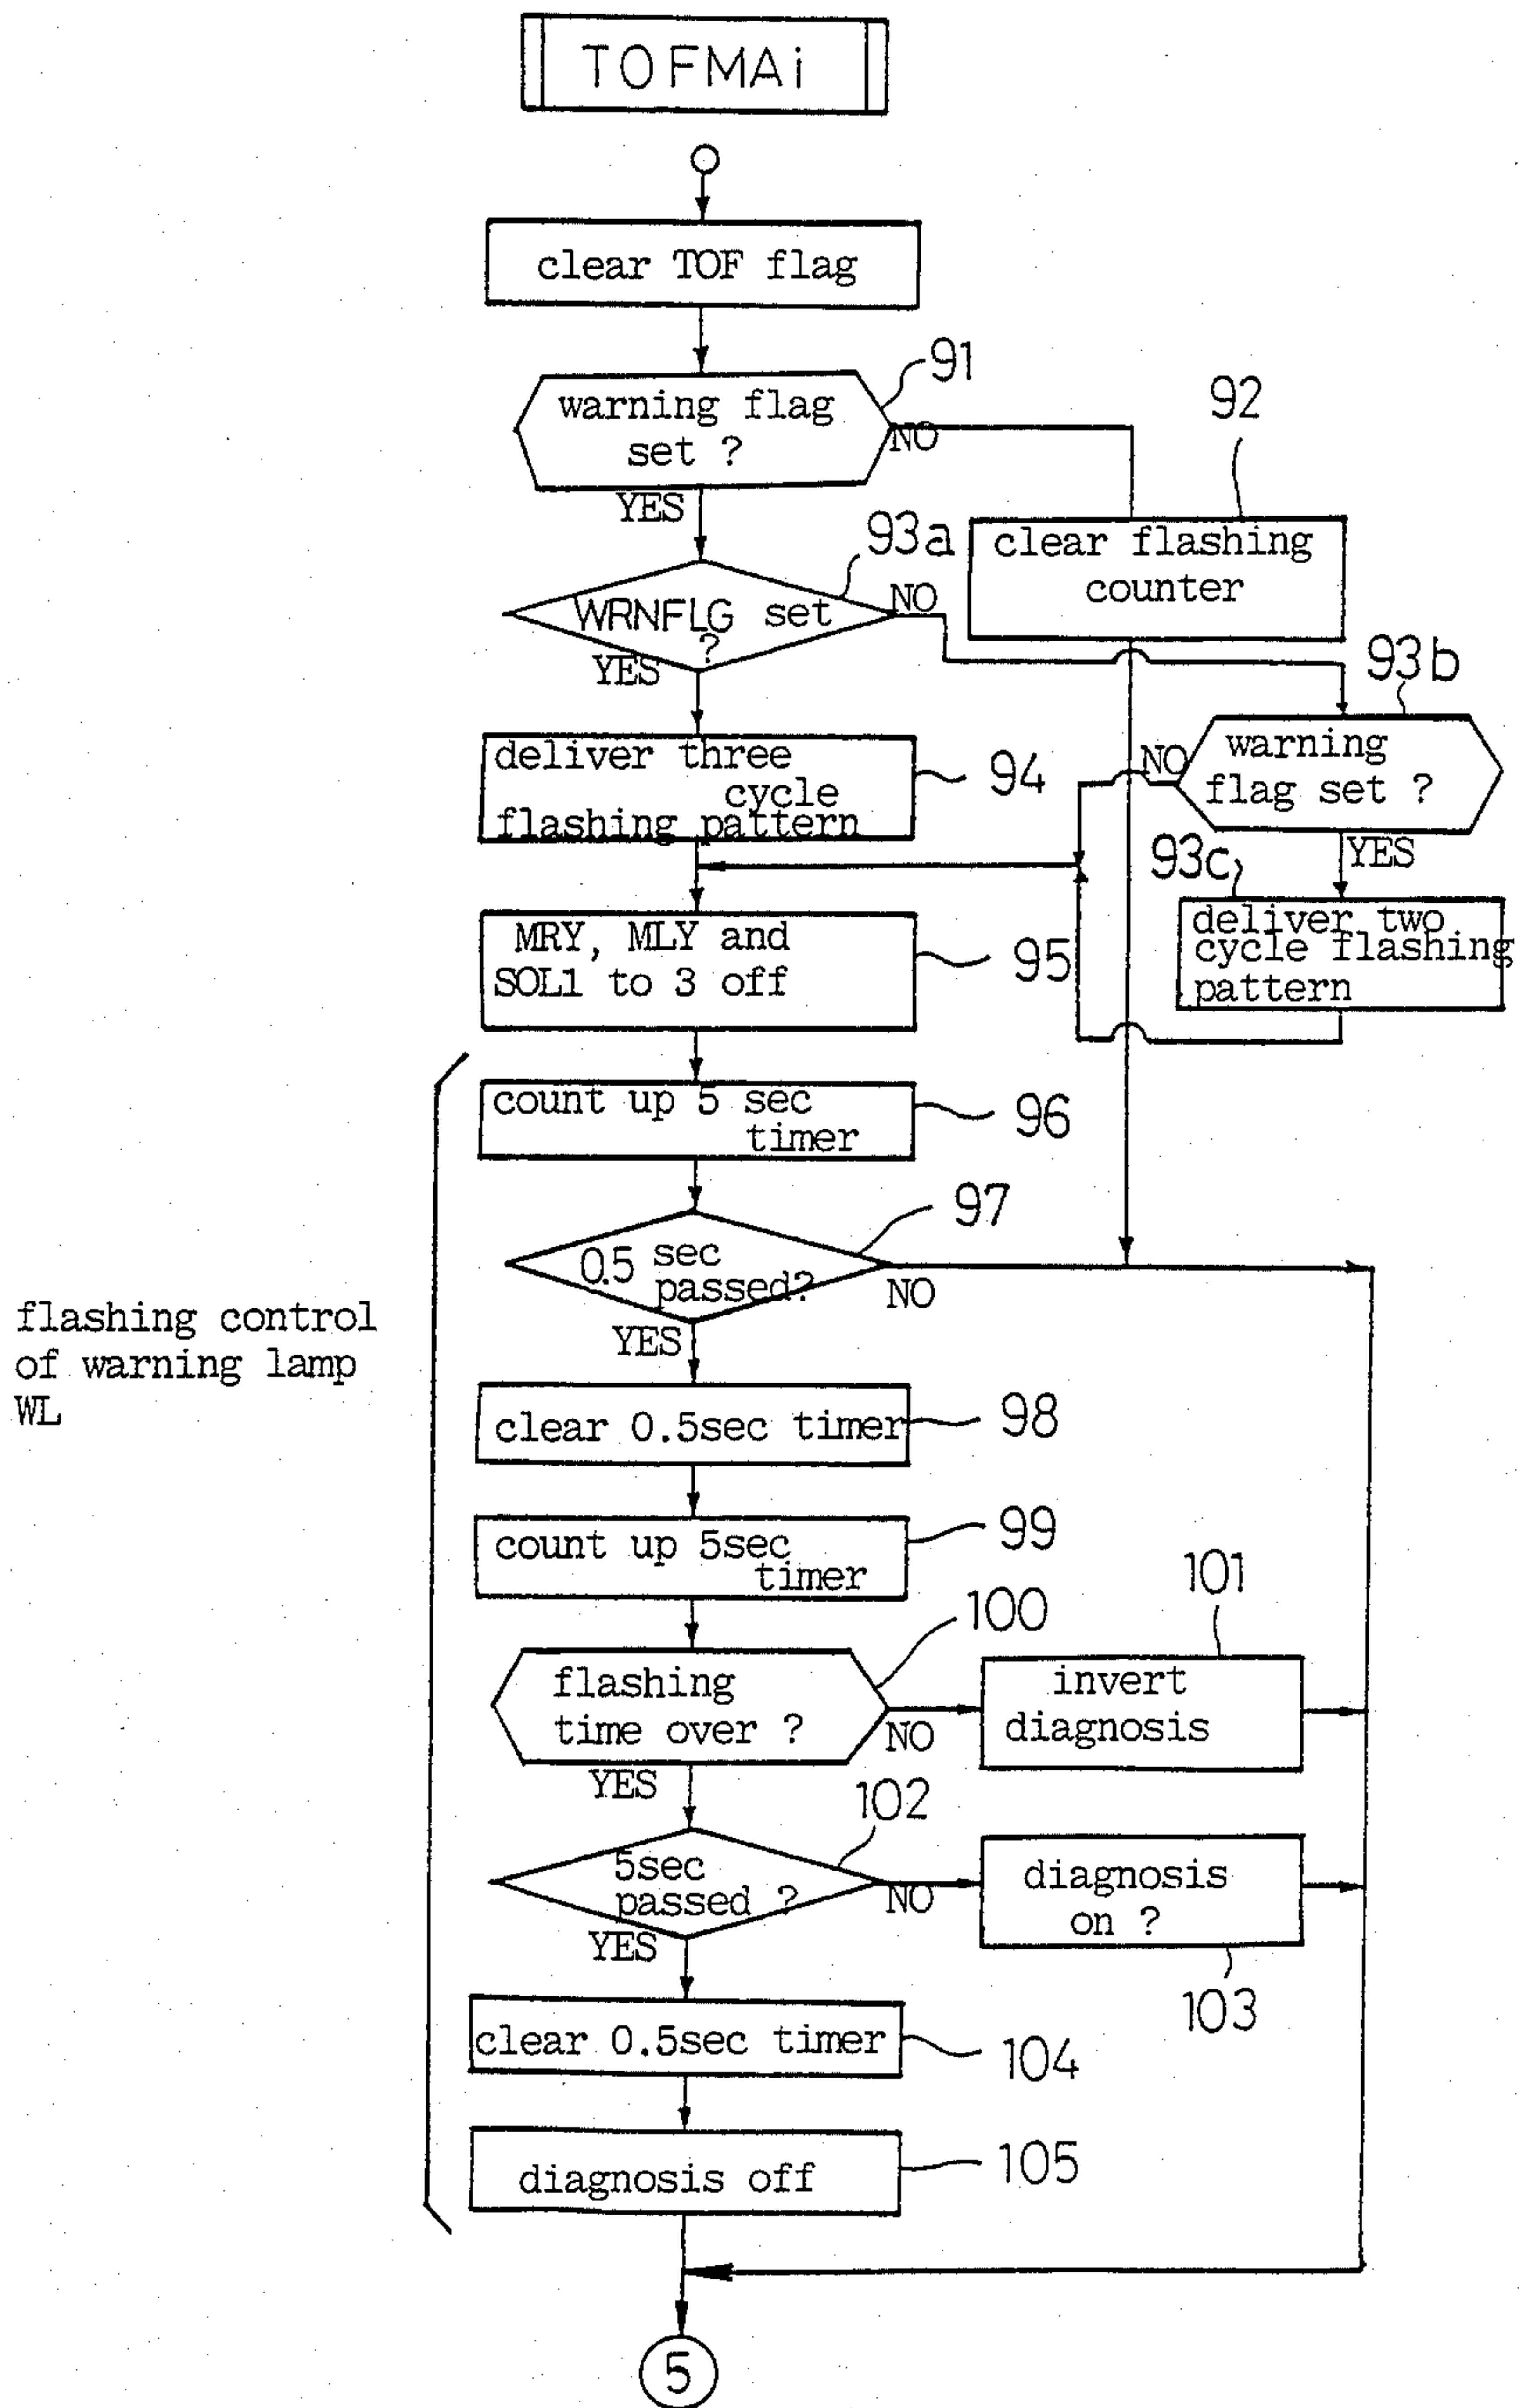 TOFMAi
clear TOF flag
91
warning flag
set ?
NO
YES
92
clear flashing
counter
93a
WRNFLG set
?
NO
YES
93b
warning
flag set ?
NO
YES
94
deliver three
cycle
flashing pattern
93c
deliver two
cycle flashing
pattern
MRY, MLY and
SOL1 to 3 off
95
count up 5 sec
timer
96
97
0.5 sec
passed?
NO
YES
flashing control
of warning lamp
WL
clear 0.5sec timer
98
count up 5sec
timer
99
100
flashing
time over ?
NO
YES
101
invert
diagnosis
102
5sec
passed ?
NO
YES
diagnosis
on ?
103
clear 0.5sec timer
104
diagnosis off
105
5